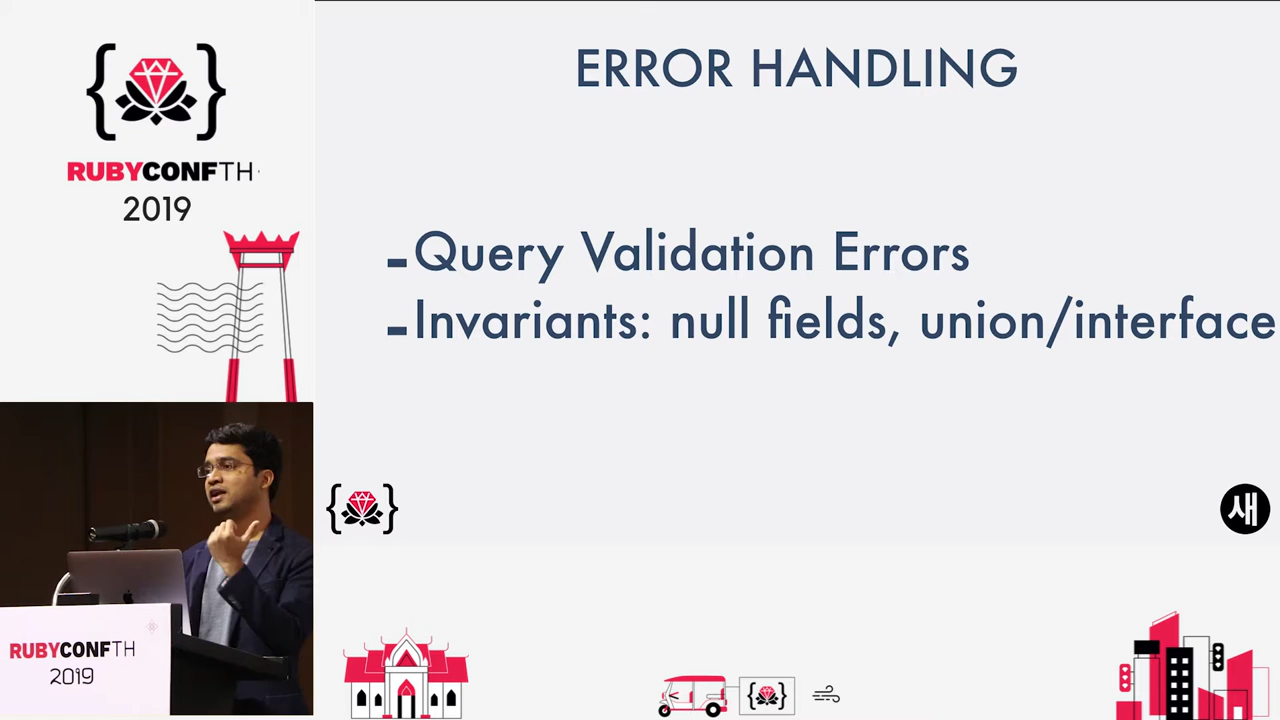 RUBYCONFTH
2019
ERROR HANDLING
-Query Validation Errors
-Invariants: null fields, union/interface
새
RUBYCONFTH
2019